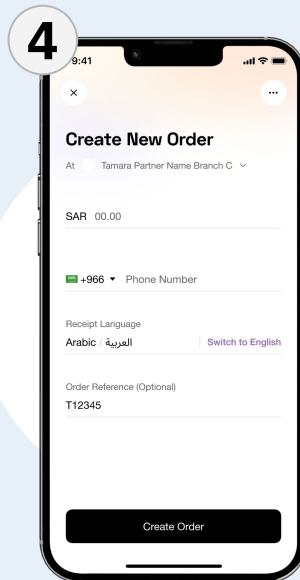 4
9:41
Create New Order
At Tamara Partner Name Branch C
SAR 00.00
+966 Phone Number
Receipt Language
Arabic / العربية Switch to English
Order Reference (Optional)
T12345
Create Order